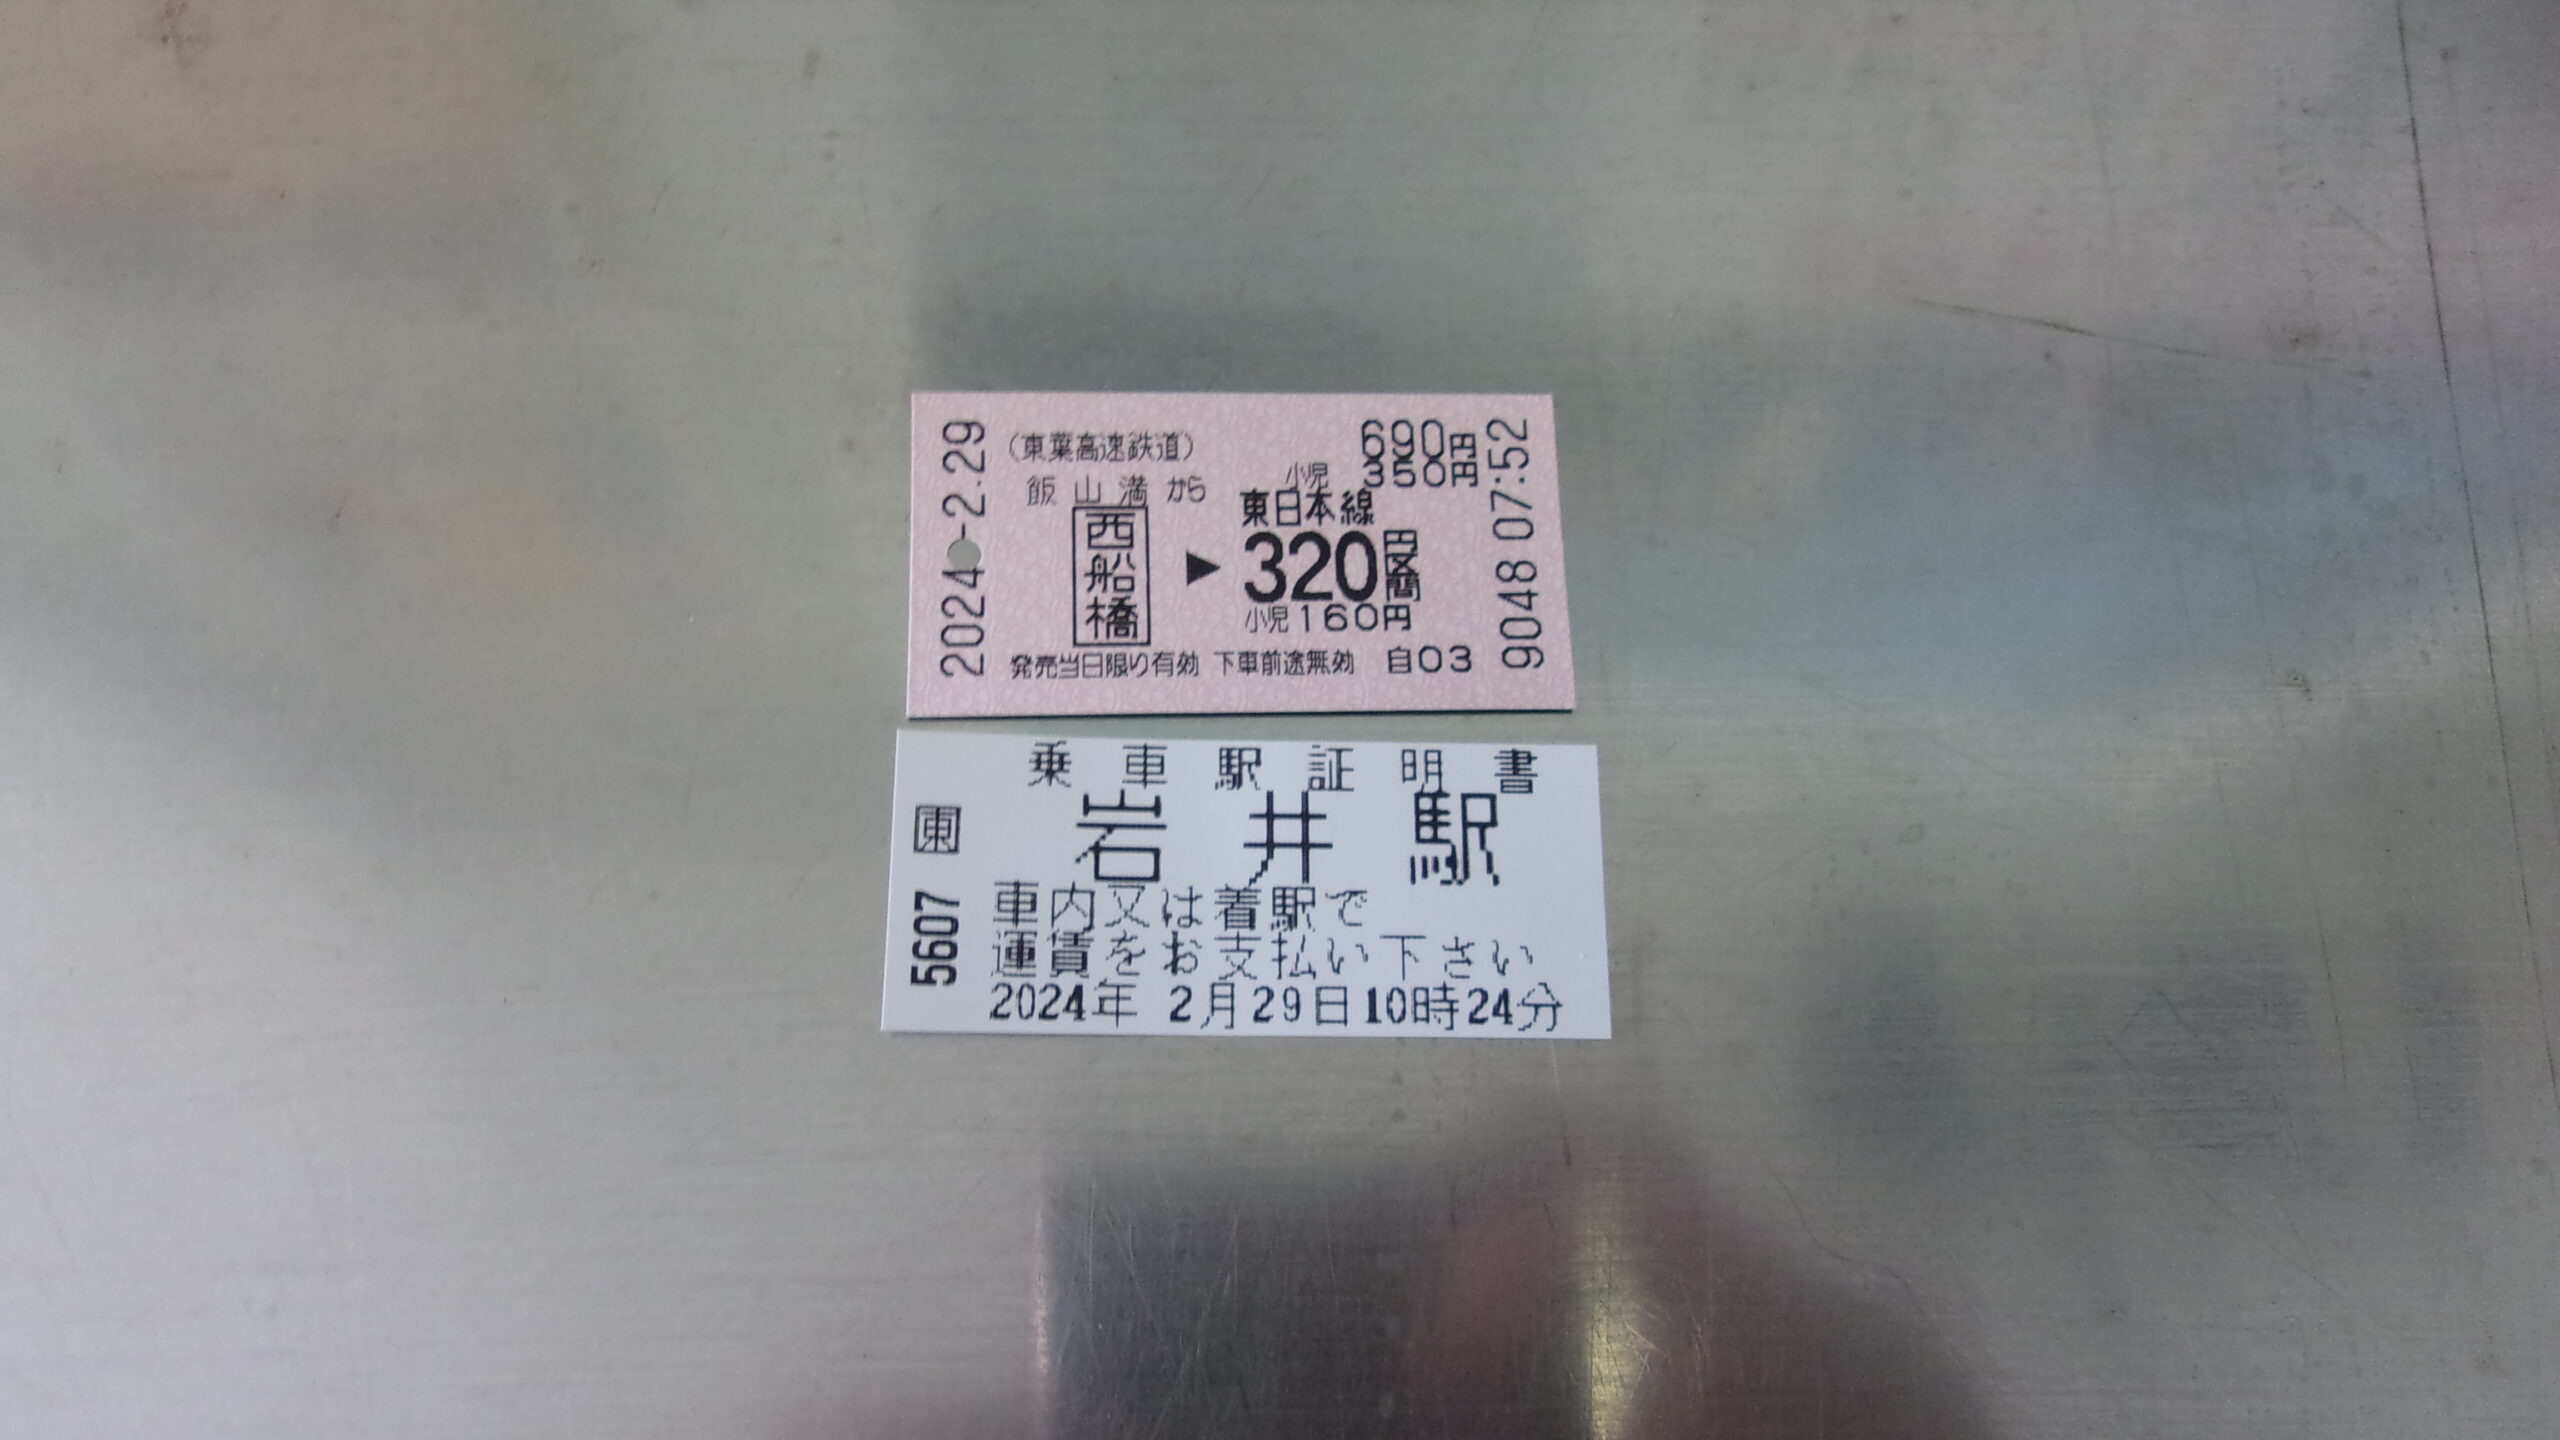 2024.-2.29
(東葉高速鉄道)
690円
小児 350円
飯山満から
西船橋
▶
東日本線
320円区間
小児160円
発売当日限り有効 下車前途無効 自03
9048 07:52
乗車駅証明書
東
5607
岩井駅
車内又は着駅で
運賃をお支払い下さい
2024年 2月29日10時24分